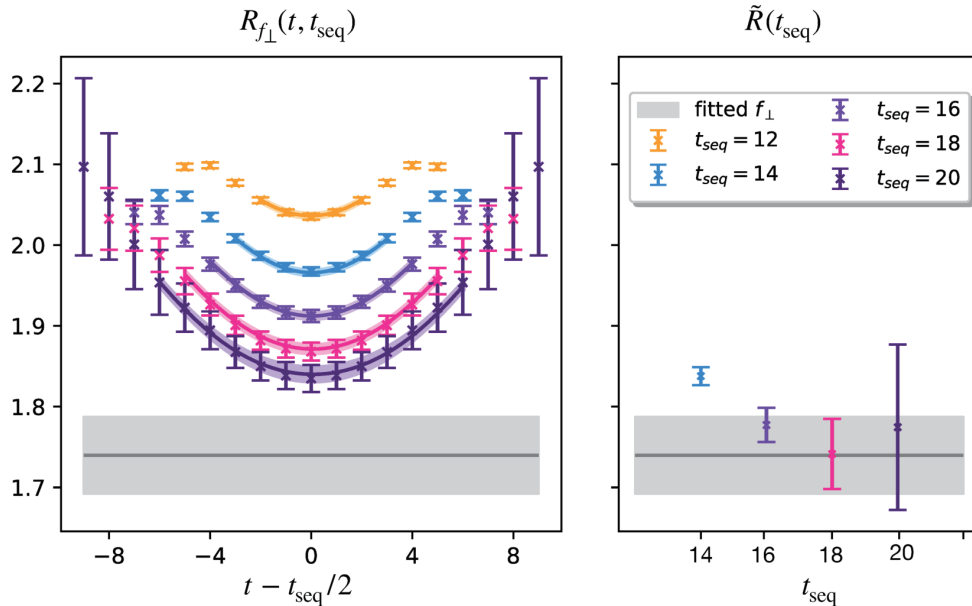 R_{f⊥}(t, t_seq)
2.2
2.1
2.0
1.9
1.8
1.7
−8 −4 0 4 8
t − t_seq/2
R̃(t_seq)
fitted f_⊥
t_seq = 12
t_seq = 14
t_seq = 16
t_seq = 18
t_seq = 20
14 16 18 20
t_seq